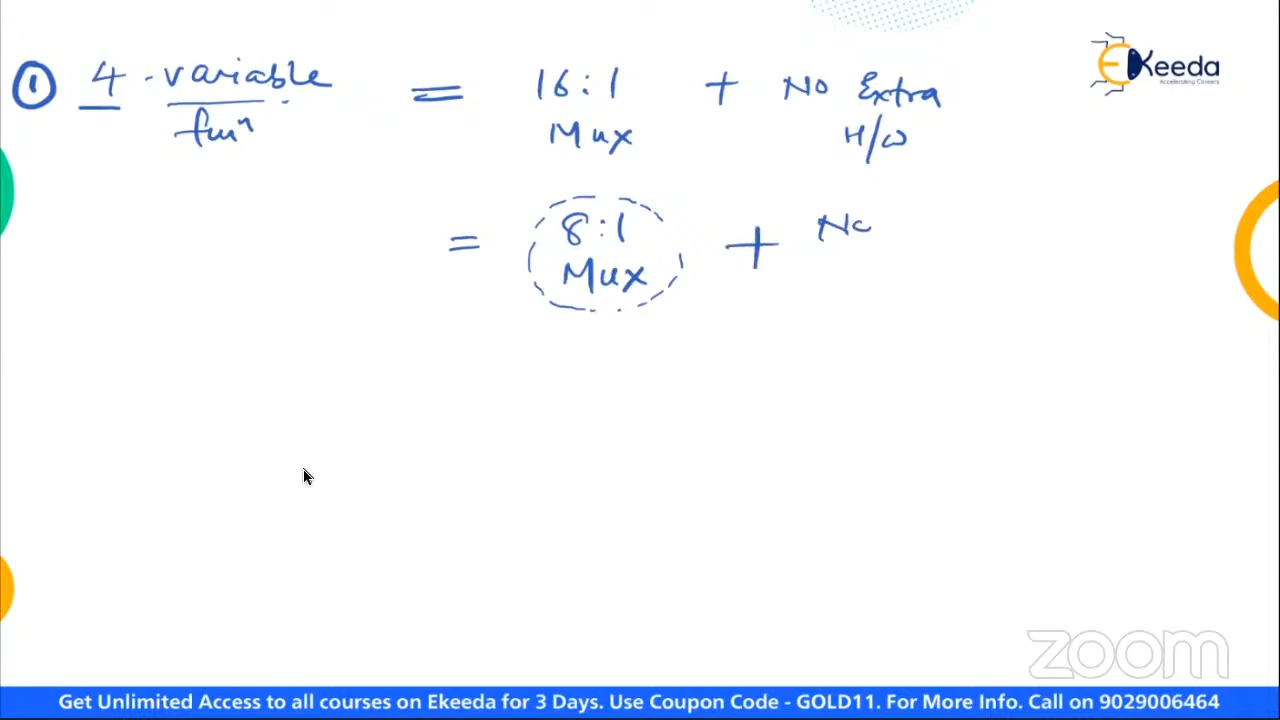 ① 4-variable = 16:1 + No Extra
funⁿ Mux H/W
= 8:1 + No
Mux
EKeeda
Accelerating Careers
zoom
Get Unlimited Access to all courses on Ekeeda for 3 Days. Use Coupon Code - GOLD11. For More Info. Call on 9029006464